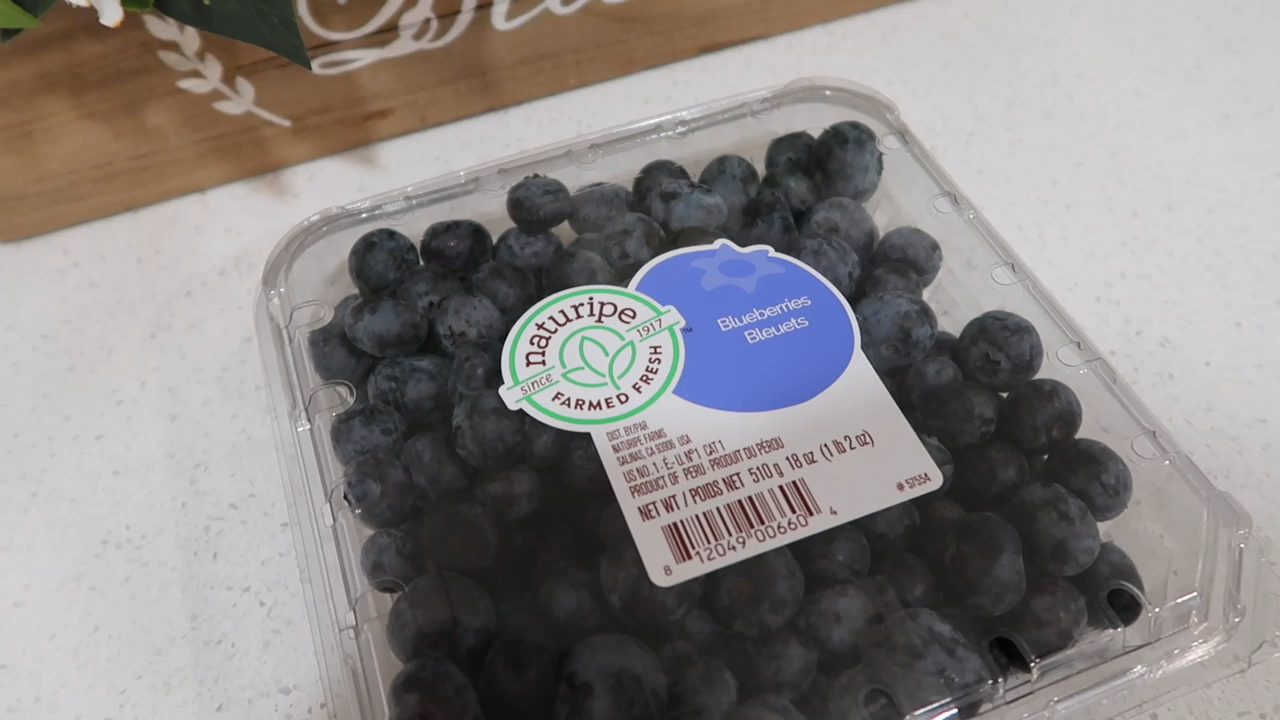 naturipe
since 1917
FARMED FRESH
TM
Blueberries
Bleuets
DIST. BY/PAR
NATURIPE FARMS
SALINAS, CA 93908 USA
US NO. 1 - É-U. Nº1 CAT 1
PRODUCT OF PERU - PRODUIT DU PÉROU
NET WT / POIDS NET 510 g 18 oz (1 lb 2 oz)
# 57554
8 12049 00660 4